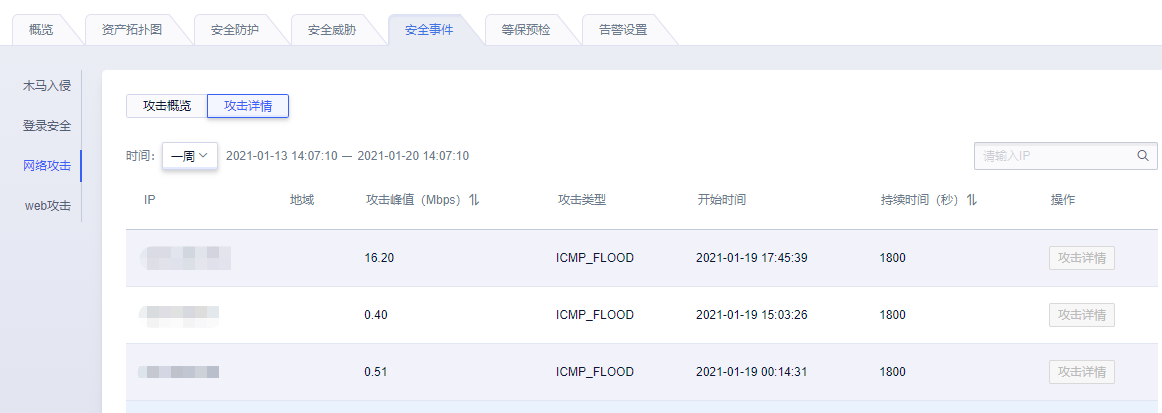 概览 资产拓扑图 安全防护 安全威胁 安全事件 等保预检 告警设置
木马入侵
登录安全
网络攻击
web攻击
攻击概览 攻击详情
时间： 一周 2021-01-13 14:07:10 — 2021-01-20 14:07:10 请输入IP
IP 地域 攻击峰值（Mbps） 攻击类型 开始时间 持续时间（秒） 操作
16.20 ICMP_FLOOD 2021-01-19 17:45:39 1800 攻击详情
0.40 ICMP_FLOOD 2021-01-19 15:03:26 1800 攻击详情
0.51 ICMP_FLOOD 2021-01-19 00:14:31 1800 攻击详情